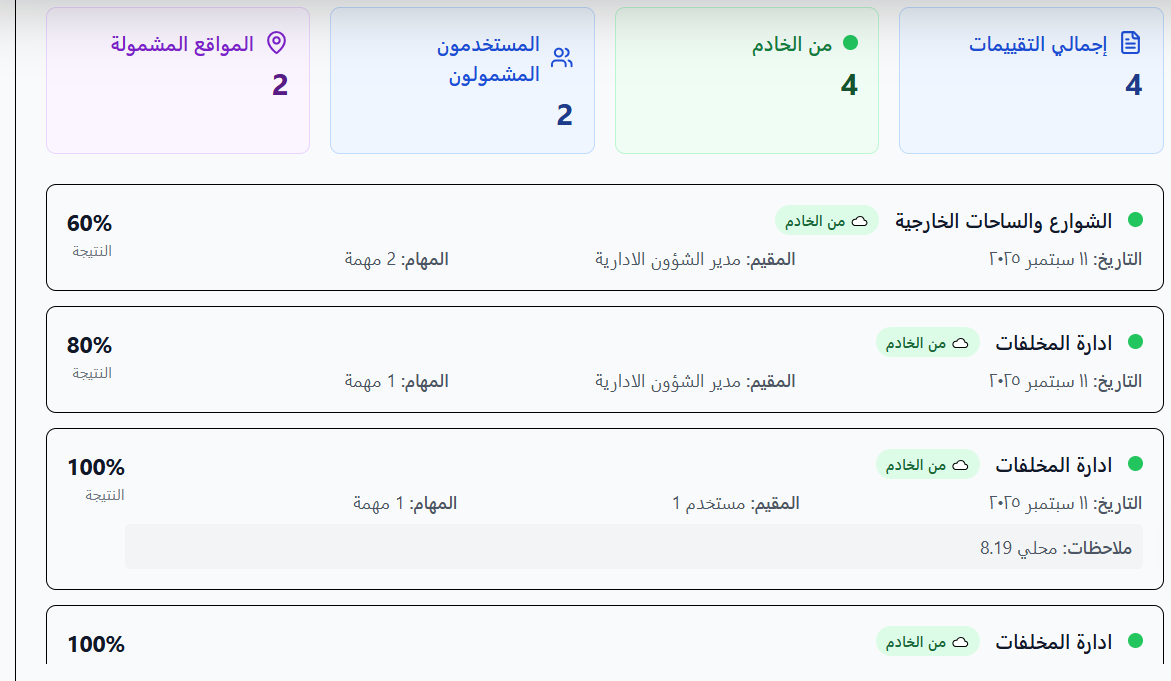 إجمالي التقييمات
4
من الخادم
4
المستخدمون
المشمولون
2
المواقع المشمولة
2
الشوارع والساحات الخارجية من الخادم 60%
النتيجة
التاريخ: ١١ سبتمبر ٢٠٢٥ المقيم: مدير الشؤون الادارية المهام: 2 مهمة
ادارة المخلفات من الخادم 80%
النتيجة
التاريخ: ١١ سبتمبر ٢٠٢٥ المقيم: مدير الشؤون الادارية المهام: 1 مهمة
ادارة المخلفات من الخادم 100%
النتيجة
التاريخ: ١١ سبتمبر ٢٠٢٥ المقيم: مستخدم 1 المهام: 1 مهمة
ملاحظات: محلي 8.19
ادارة المخلفات من الخادم 100%